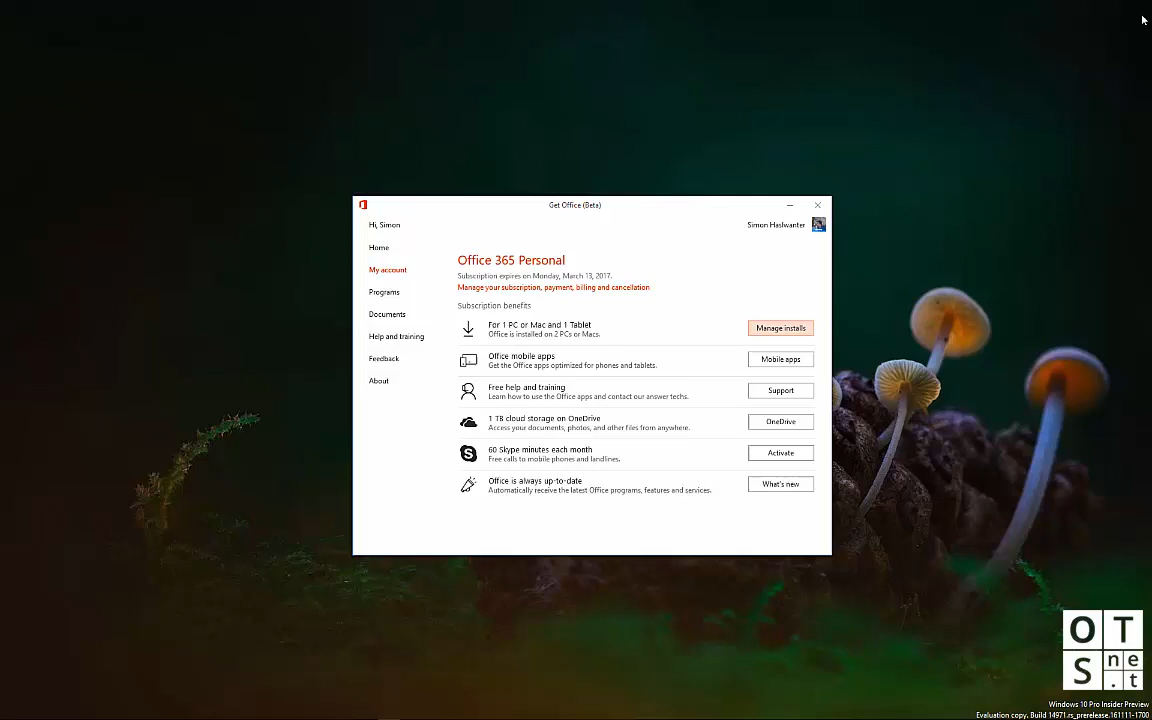 Get Office (Beta)
Hi, Simon
Simon Haslwanter
Home
My account
Programs
Documents
Help and training
Feedback
About
Office 365 Personal
Subscription expires on Monday, March 13, 2017.
Manage your subscription, payment, billing and cancellation
Subscription benefits
For 1 PC or Mac and 1 Tablet
Office is installed on 2 PCs or Macs.
Manage installs
Office mobile apps
Get the Office apps optimized for phones and tablets.
Mobile apps
Free help and training
Learn how to use the Office apps and contact our answer techs.
Support
1 TB cloud storage on OneDrive
Access your documents, photos, and other files from anywhere.
OneDrive
60 Skype minutes each month
Free calls to mobile phones and landlines.
Activate
Office is always up-to-date
Automatically receive the latest Office programs, features and services.
What's new
OT
S ne
.t
Windows 10 Pro Insider Preview
Evaluation copy. Build 14971.rs_prerelease.161111-1700